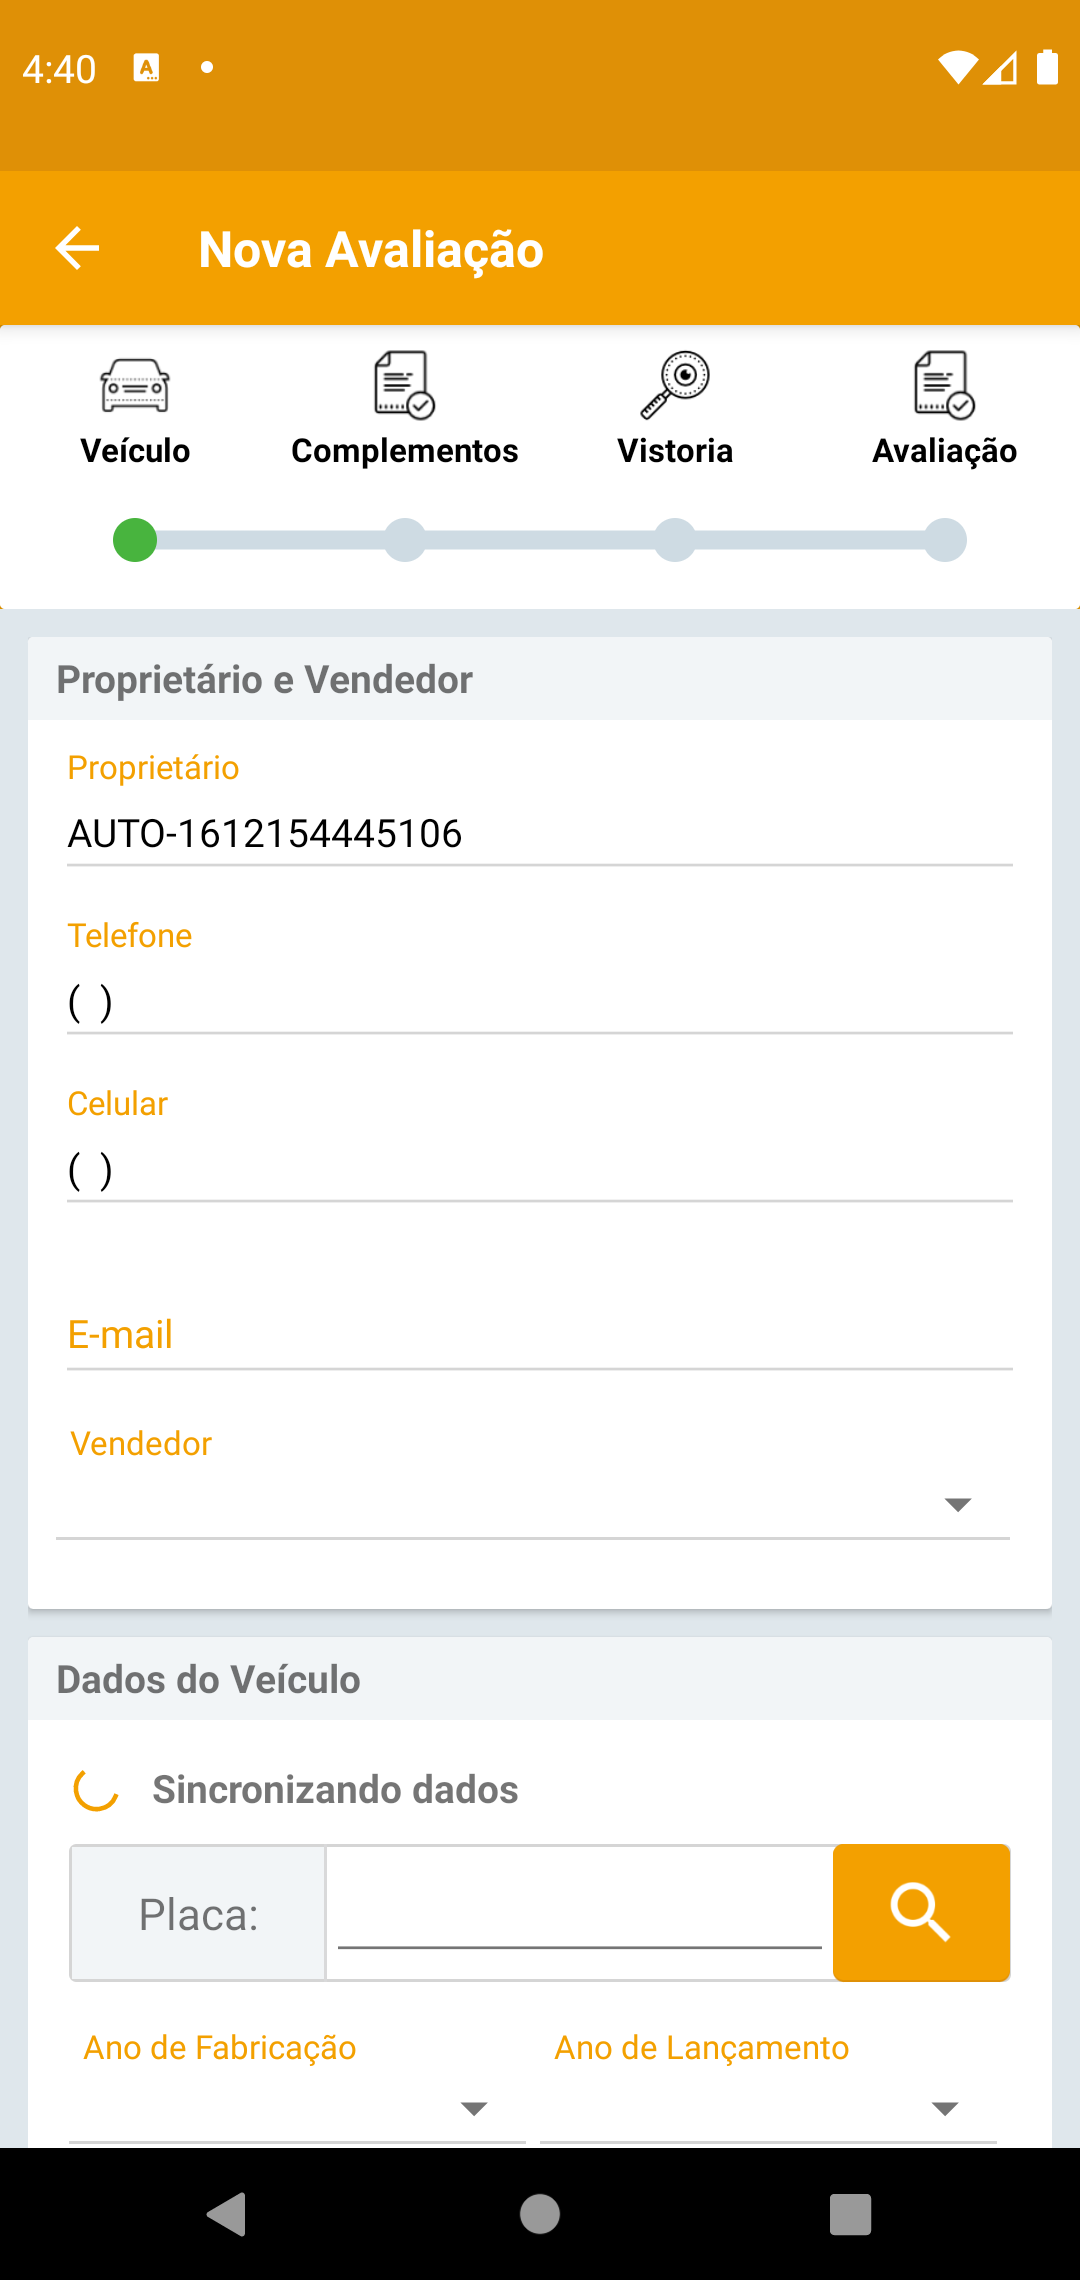 4:40
Nova Avaliação
Veículo
Complementos
Vistoria
Avaliação
Proprietário e Vendedor
Proprietário
AUTO-1612154445106
Telefone
( )
Celular
( )
E-mail
Vendedor
Dados do Veículo
Sincronizando dados
Placa:
Ano de Fabricação
Ano de Lançamento